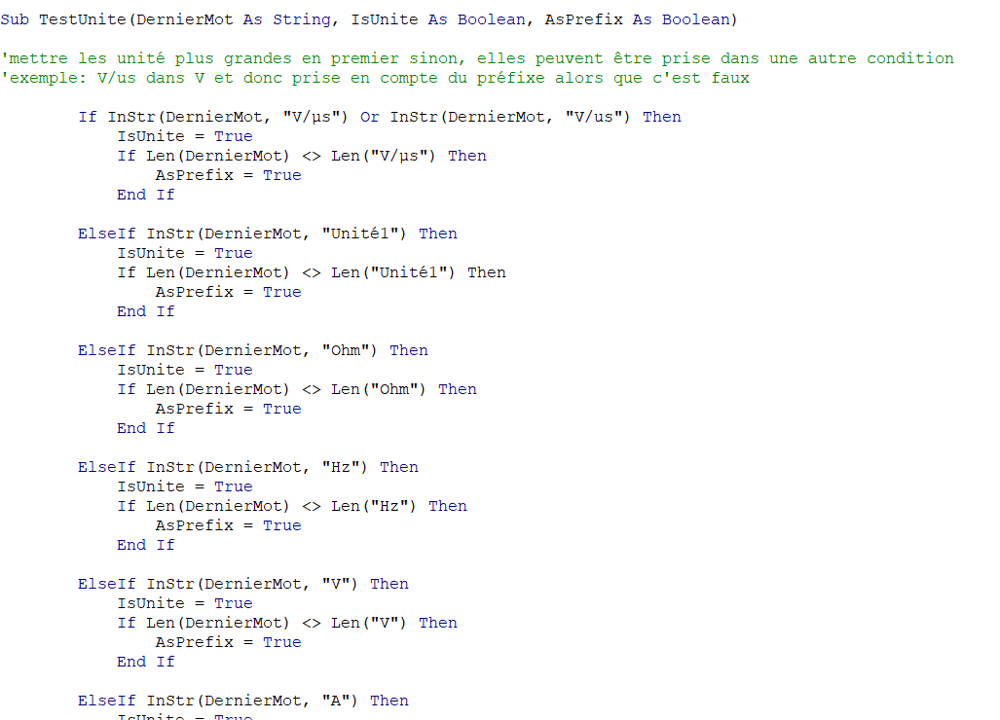 Sub TestUnite(DernierMot As String, IsUnite As Boolean, AsPrefix As Boolean)
'mettre les unité plus grandes en premier sinon, elles peuvent être prise dans une autre condition
'exemple: V/us dans V et donc prise en compte du préfixe alors que c'est faux
If InStr(DernierMot, "V/µs") Or InStr(DernierMot, "V/us") Then
IsUnite = True
If Len(DernierMot) <> Len("V/µs") Then
AsPrefix = True
End If
ElseIf InStr(DernierMot, "Unité1") Then
IsUnite = True
If Len(DernierMot) <> Len("Unité1") Then
AsPrefix = True
End If
ElseIf InStr(DernierMot, "Ohm") Then
IsUnite = True
If Len(DernierMot) <> Len("Ohm") Then
AsPrefix = True
End If
ElseIf InStr(DernierMot, "Hz") Then
IsUnite = True
If Len(DernierMot) <> Len("Hz") Then
AsPrefix = True
End If
ElseIf InStr(DernierMot, "V") Then
IsUnite = True
If Len(DernierMot) <> Len("V") Then
AsPrefix = True
End If
ElseIf InStr(DernierMot, "A") Then
IsUnite = True